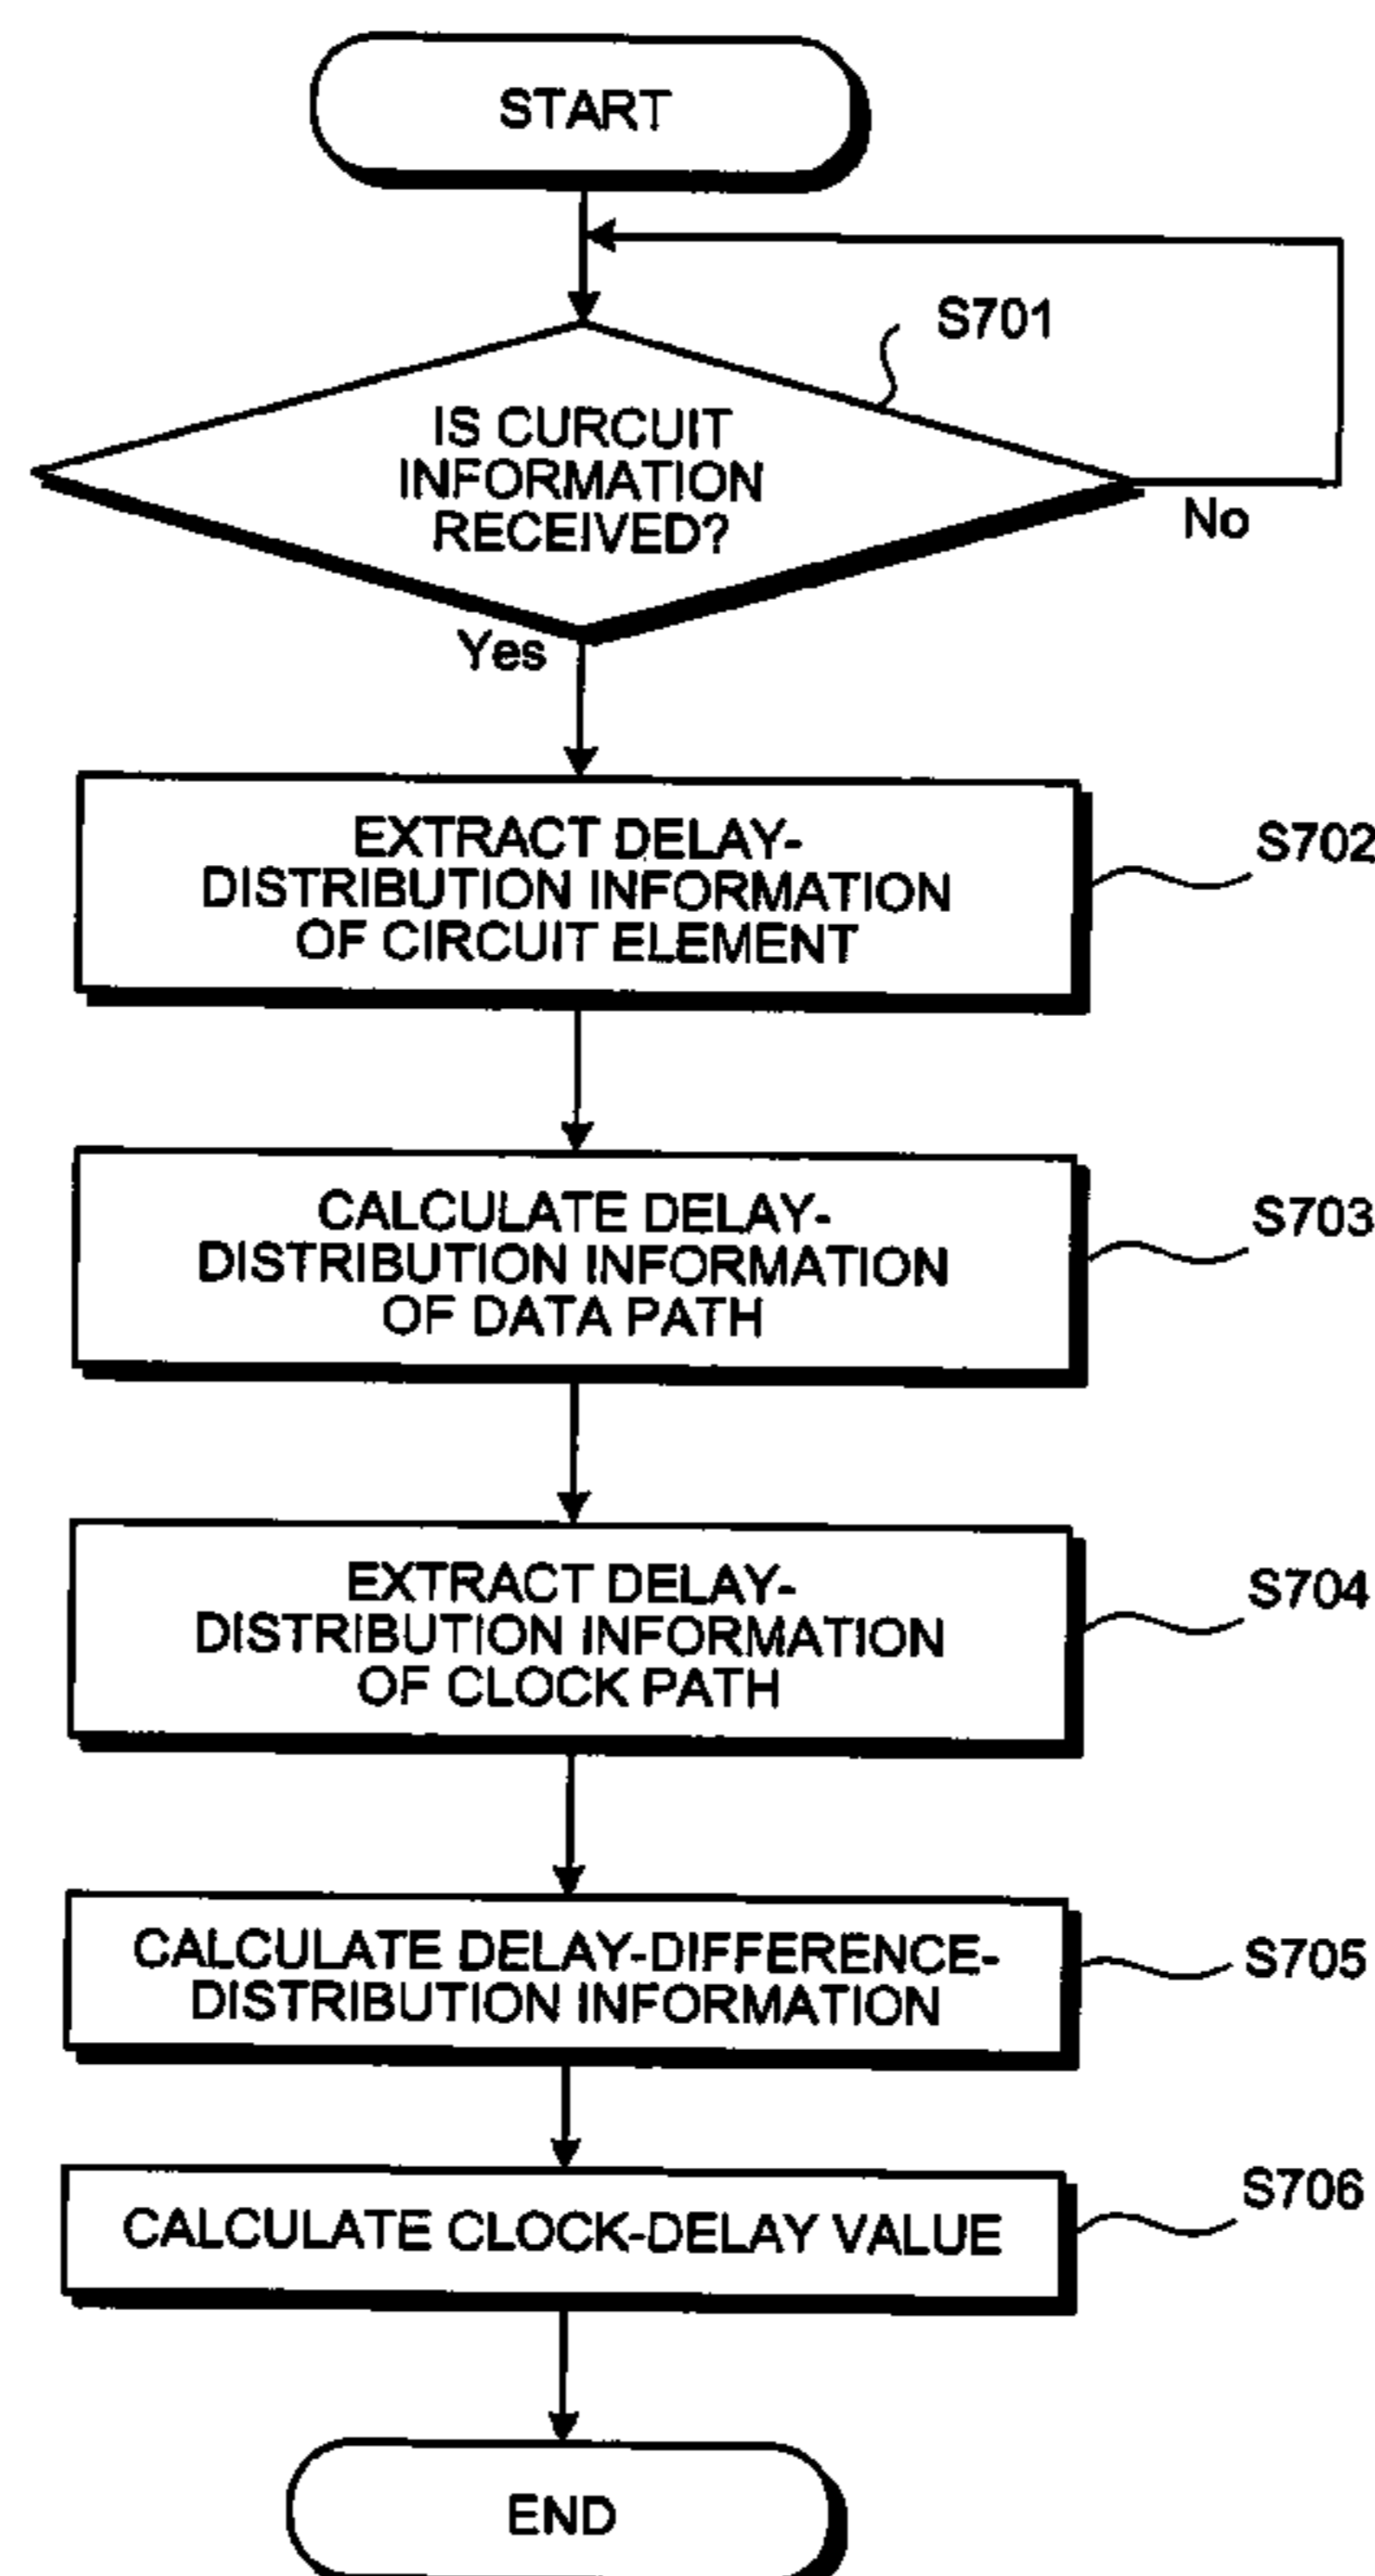 START
S701
IS CURCUIT
INFORMATION
RECEIVED?
No
Yes
EXTRACT DELAY-
DISTRIBUTION INFORMATION
OF CIRCUIT ELEMENT
S702
CALCULATE DELAY-
DISTRIBUTION INFORMATION
OF DATA PATH
S703
EXTRACT DELAY-
DISTRIBUTION INFORMATION
OF CLOCK PATH
S704
CALCULATE DELAY-DIFFERENCE-
DISTRIBUTION INFORMATION
S705
CALCULATE CLOCK-DELAY VALUE
S706
END